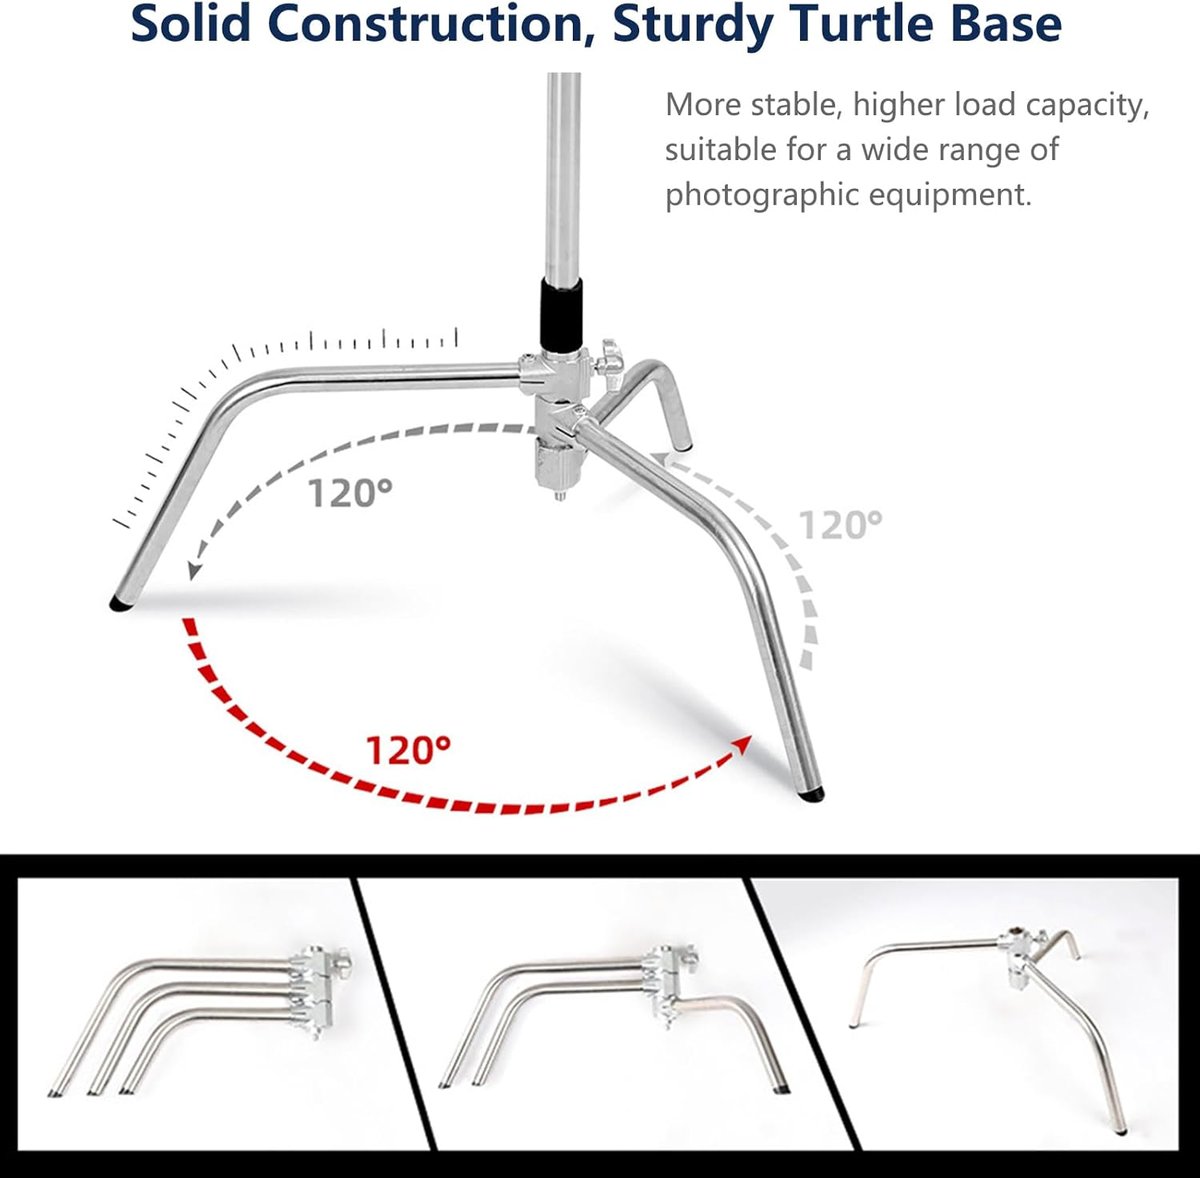 Solid Construction, Sturdy Turtle Base
More stable, higher load capacity,
suitable for a wide range of
photographic equipment.
120°
120°
120°